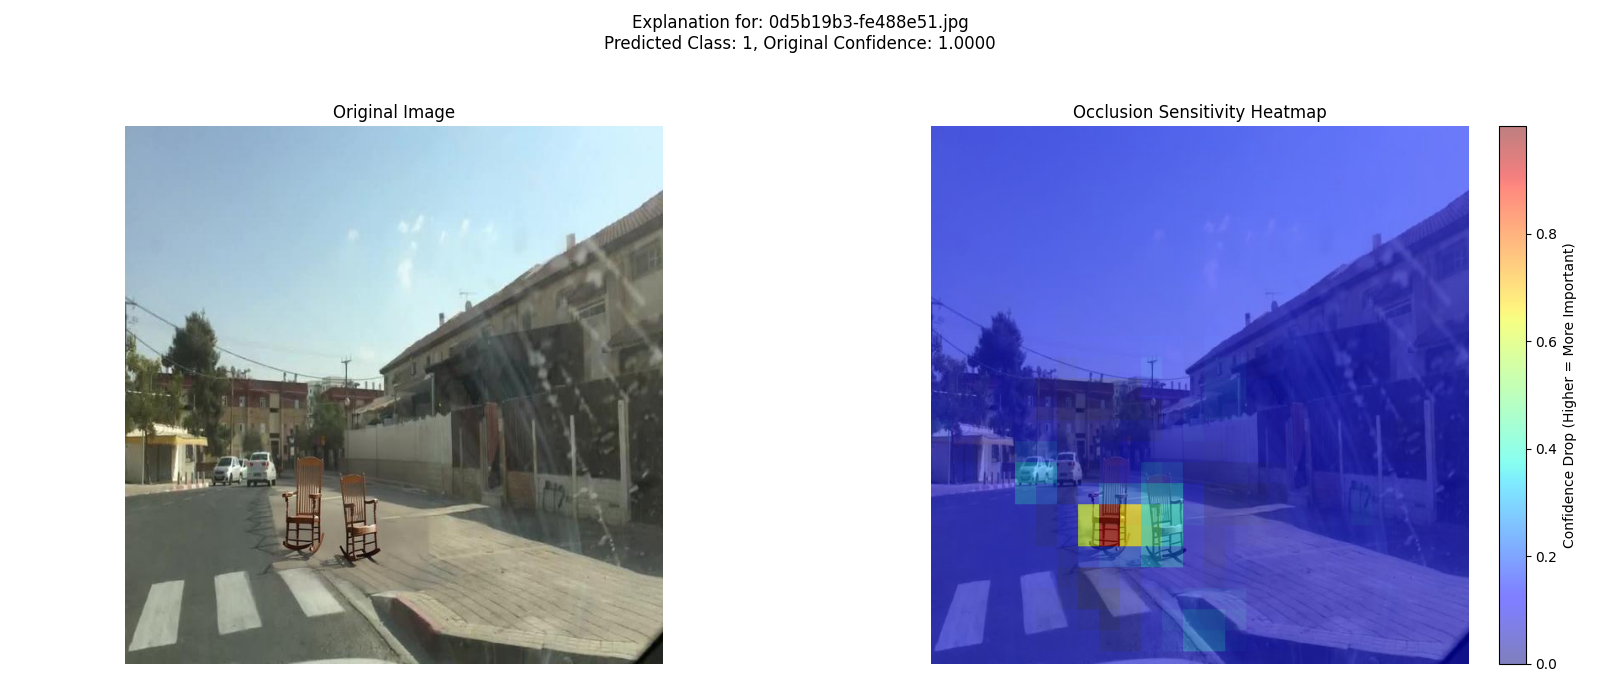 Explanation for: 0d5b19b3-fe488e51.jpg
Predicted Class: 1, Original Confidence: 1.0000
Original Image
Occlusion Sensitivity Heatmap
0.8
0.6
0.4
0.2
0.0
Confidence Drop (Higher = More Important)